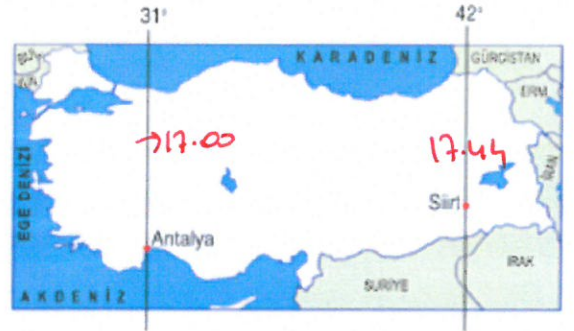 31° 42°
KARADENİZ
GÜRCİSTAN
ERM
→17.00 17.44
İRAN
EGE DENİZİ
Siirt
Antalya
IRAK
SURİYE
AKDENİZ